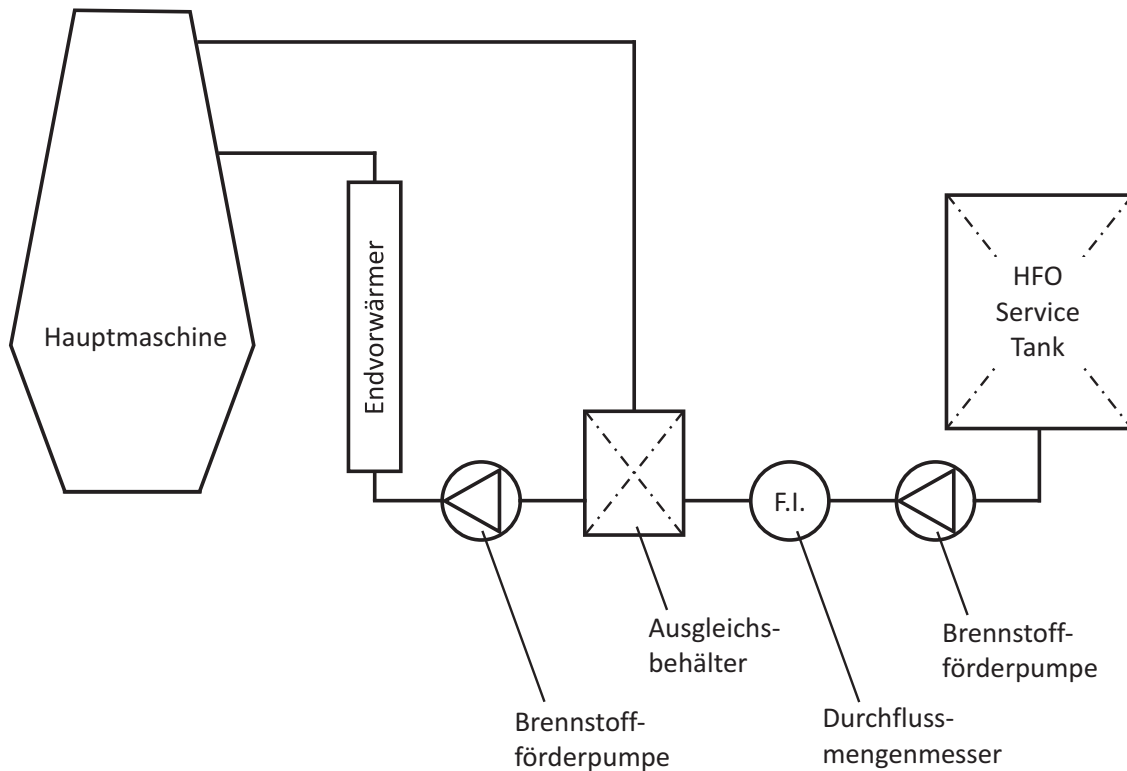 Hauptmaschine
Endvorwärmer
HFO
Service
Tank
F.I.
Ausgleichs-
behälter
Brennstoff-
förderpumpe
Brennstoff-
förderpumpe
Durchfluss-
mengenmesser